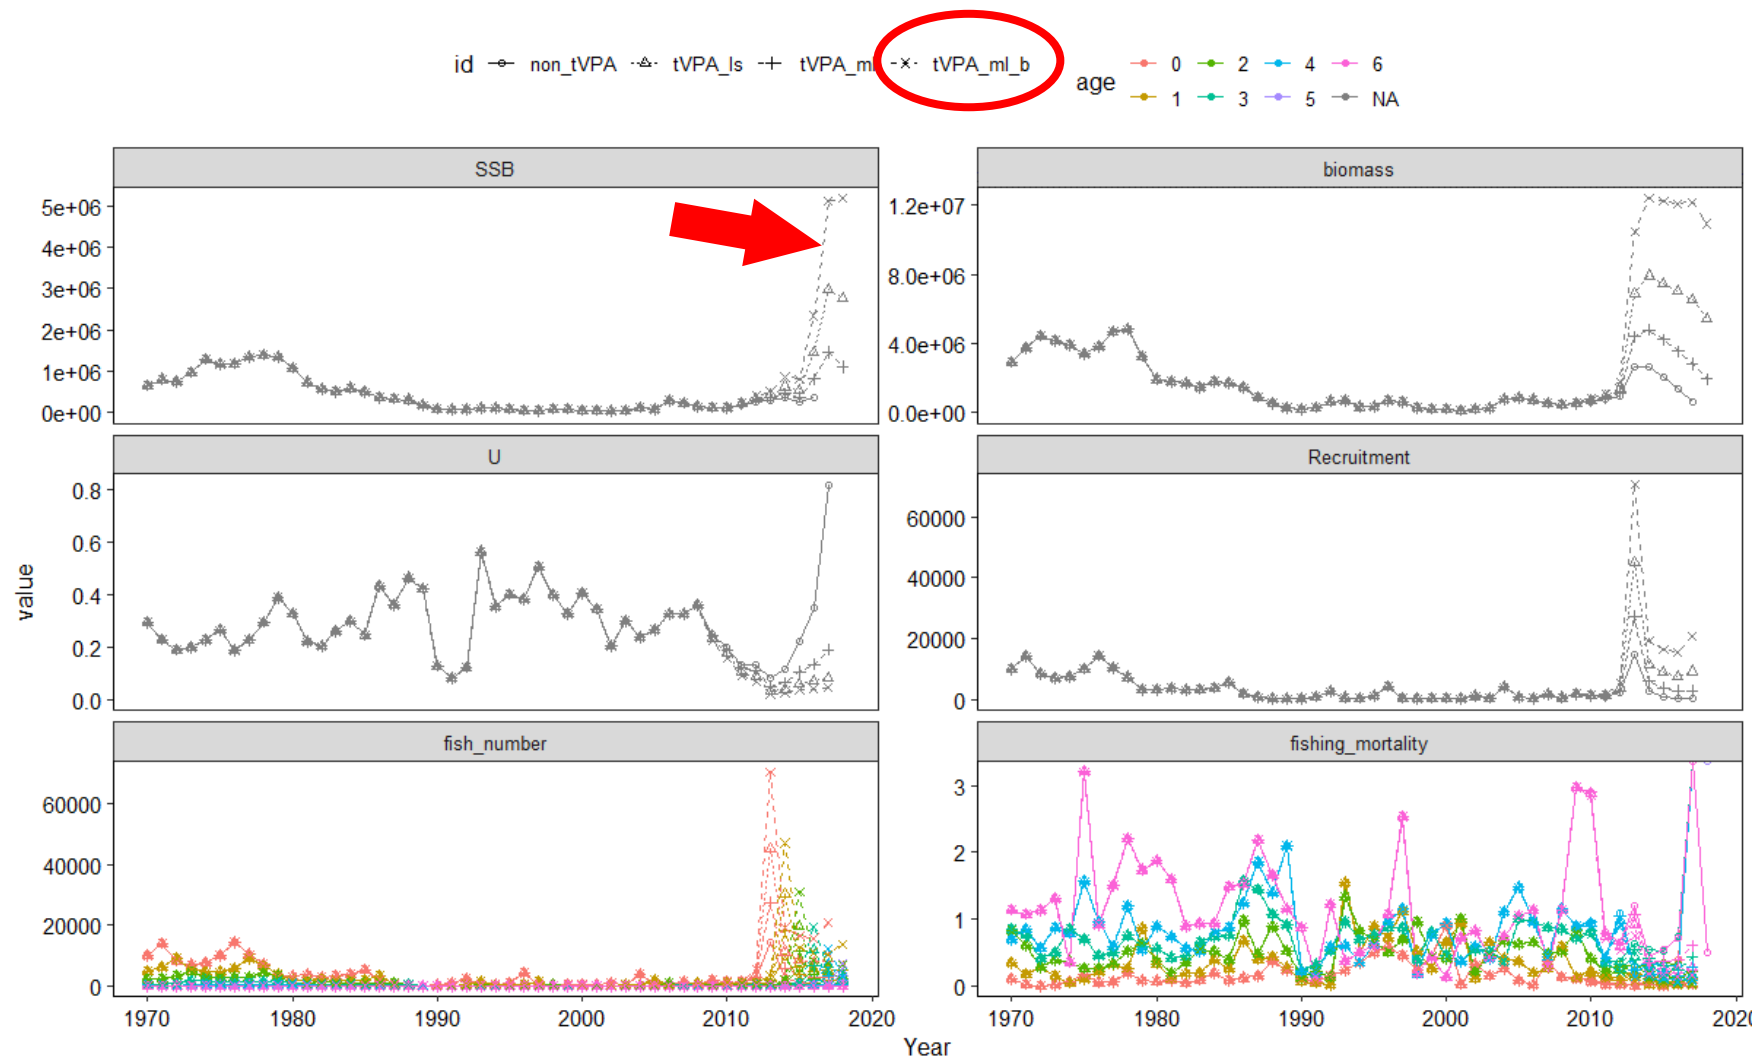 id non_tVPA tVPA_ls tVPA_ml tVPA_ml_b age 0 2 4 6
1 3 5 NA
SSB biomass
5e+06
4e+06
3e+06
2e+06
1e+06
0e+00
1.2e+07
8.0e+06
4.0e+06
0.0e+00
U Recruitment
0.8
0.6
0.4
0.2
0.0
60000
40000
20000
0
fish_number fishing_mortality
60000
40000
20000
0
3
2
1
0
value
1970 1980 1990 2000 2010 2020
1970 1980 1990 2000 2010
Year